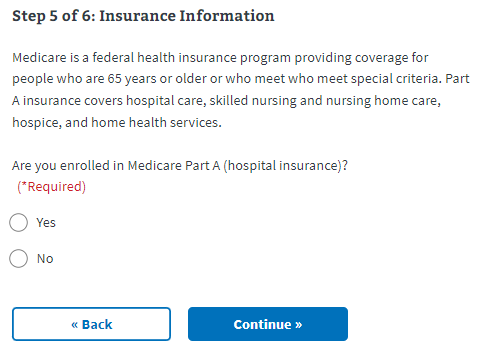 Step 5 of 6: Insurance Information
Medicare is a federal health insurance program providing coverage for
people who are 65 years or older or who meet who meet special criteria. Part
A insurance covers hospital care, skilled nursing and nursing home care,
hospice, and home health services.
Are you enrolled in Medicare Part A (hospital insurance)?
(*Required)
Yes
No
« Back
Continue »